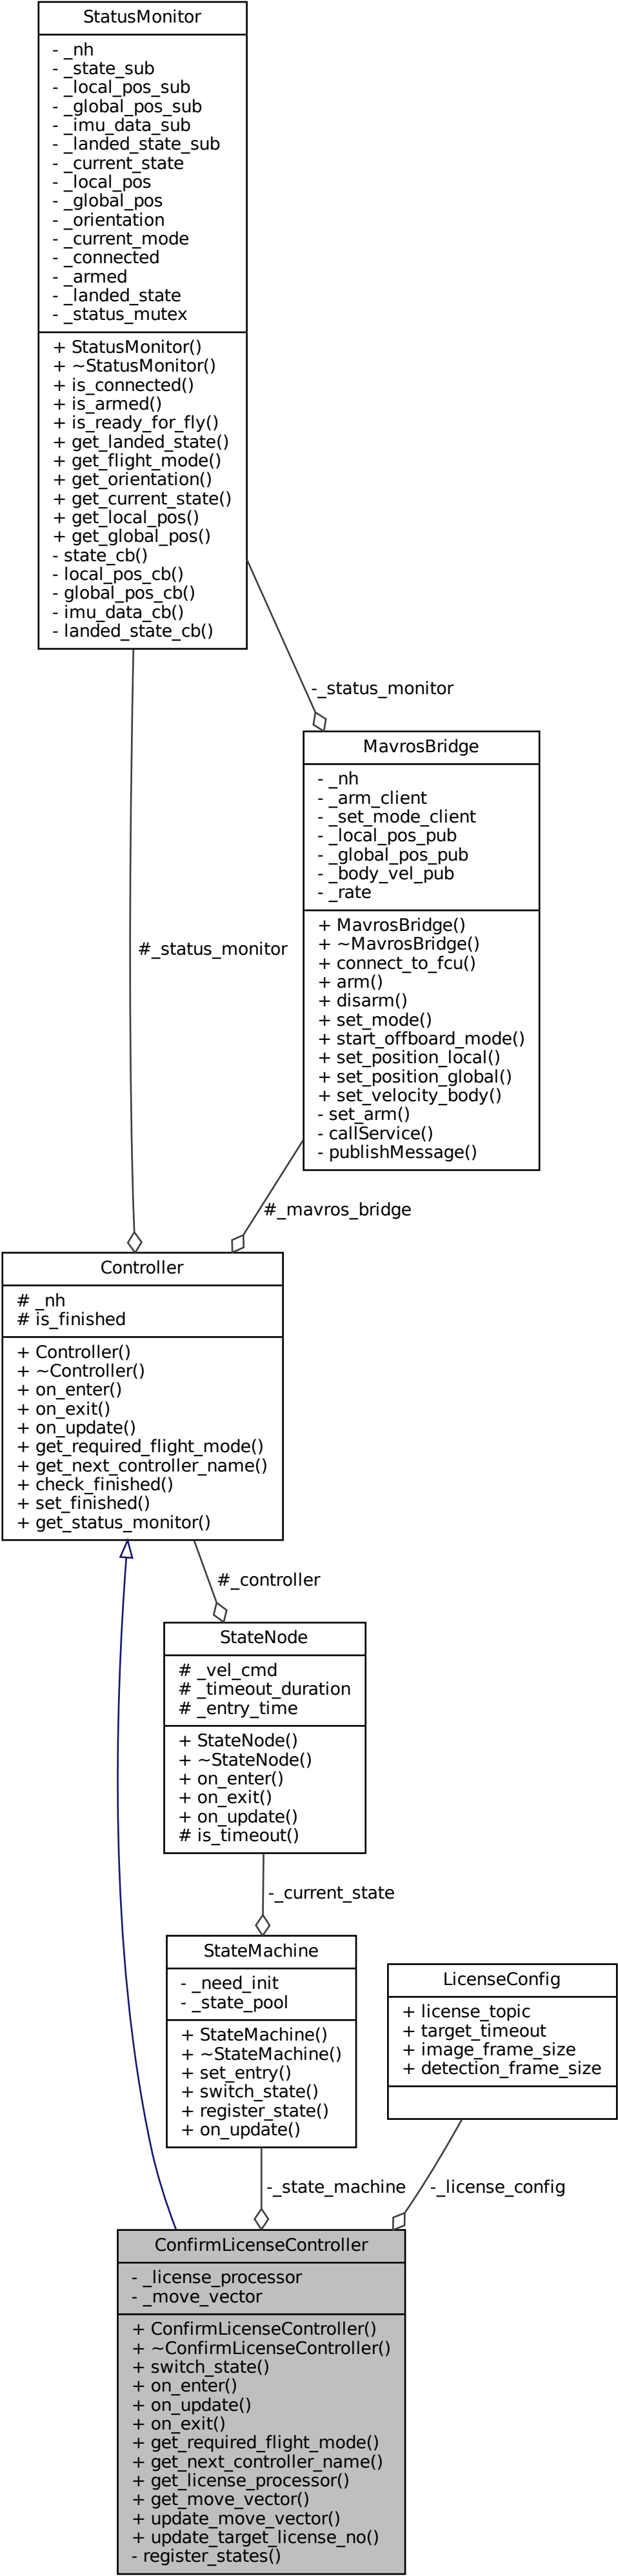 StatusMonitor
- _nh
- _state_sub
- _local_pos_sub
- _global_pos_sub
- _imu_data_sub
- _landed_state_sub
- _current_state
- _local_pos
- _global_pos
- _orientation
- _current_mode
- _connected
- _armed
- _landed_state
- _status_mutex
+ StatusMonitor()
+ ~StatusMonitor()
+ is_connected()
+ is_armed()
+ is_ready_for_fly()
+ get_landed_state()
+ get_flight_mode()
+ get_orientation()
+ get_current_state()
+ get_local_pos()
+ get_global_pos()
- state_cb()
- local_pos_cb()
- global_pos_cb()
- imu_data_cb()
- landed_state_cb()
-_status_monitor
MavrosBridge
- _nh
- _arm_client
- _set_mode_client
- _local_pos_pub
- _global_pos_pub
- _body_vel_pub
- _rate
+ MavrosBridge()
+ ~MavrosBridge()
+ connect_to_fcu()
+ arm()
+ disarm()
+ set_mode()
+ start_offboard_mode()
+ set_position_local()
+ set_position_global()
+ set_velocity_body()
- set_arm()
- callService()
- publishMessage()
#_status_monitor
#_mavros_bridge
Controller
# _nh
# is_finished
+ Controller()
+ ~Controller()
+ on_enter()
+ on_exit()
+ on_update()
+ get_required_flight_mode()
+ get_next_controller_name()
+ check_finished()
+ set_finished()
+ get_status_monitor()
#_controller
StateNode
# _vel_cmd
# _timeout_duration
# _entry_time
+ StateNode()
+ ~StateNode()
+ on_enter()
+ on_exit()
+ on_update()
# is_timeout()
-_current_state
StateMachine
- _need_init
- _state_pool
+ StateMachine()
+ ~StateMachine()
+ set_entry()
+ switch_state()
+ register_state()
+ on_update()
LicenseConfig
+ license_topic
+ target_timeout
+ image_frame_size
+ detection_frame_size
-_state_machine
-_license_config
ConfirmLicenseController
- _license_processor
- _move_vector
+ ConfirmLicenseController()
+ ~ConfirmLicenseController()
+ switch_state()
+ on_enter()
+ on_update()
+ on_exit()
+ get_required_flight_mode()
+ get_next_controller_name()
+ get_license_processor()
+ get_move_vector()
+ update_move_vector()
+ update_target_license_no()
- register_states()